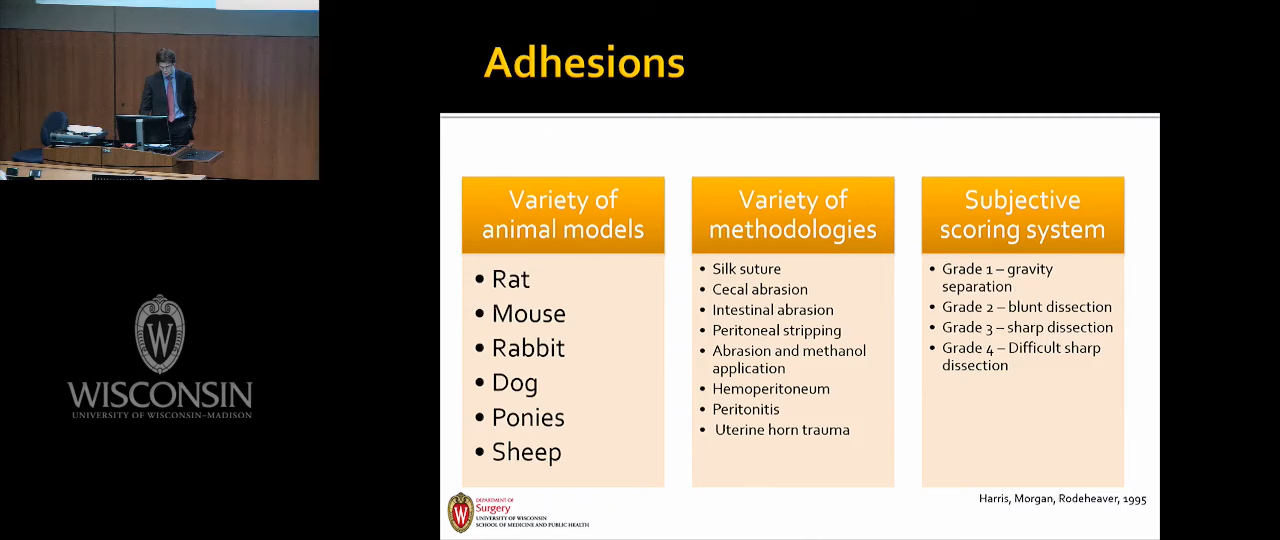 Adhesions
Variety of
animal models
• Rat
• Mouse
• Rabbit
• Dog
• Ponies
• Sheep
Variety of
methodologies
• Silk suture
• Cecal abrasion
• Intestinal abrasion
• Peritoneal stripping
• Abrasion and methanol
application
• Hemoperitoneum
• Peritonitis
• Uterine horn trauma
Subjective
scoring system
• Grade 1 – gravity
separation
• Grade 2 – blunt dissection
• Grade 3 – sharp dissection
• Grade 4 – Difficult sharp
dissection
Harris, Morgan, Rodeheaver, 1995
DEPARTMENT OF
Surgery
UNIVERSITY OF WISCONSIN
SCHOOL OF MEDICINE AND PUBLIC HEALTH
W
WISCONSIN
UNIVERSITY OF WISCONSIN–MADISON